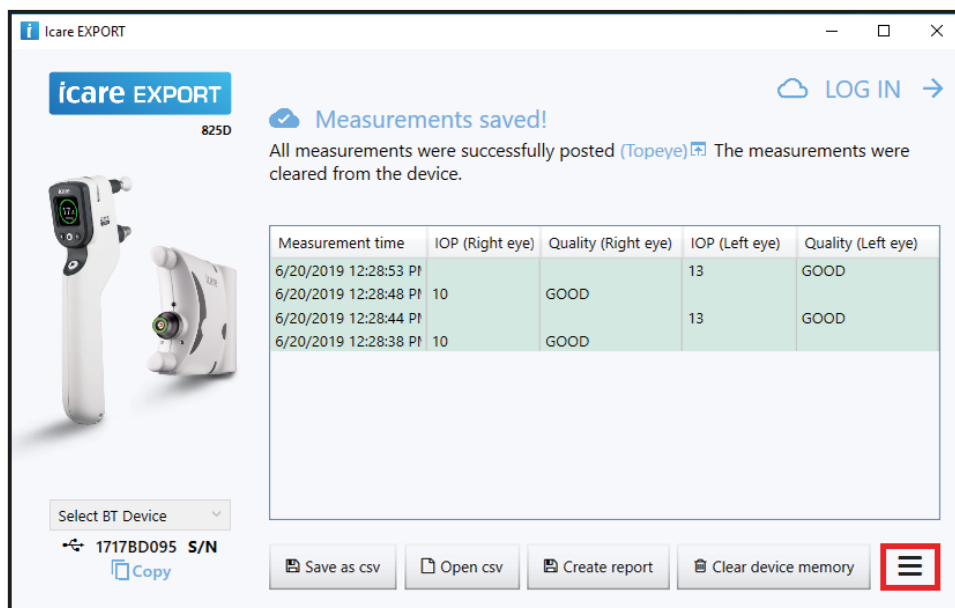 Icare EXPORT
icare EXPORT
825D
LOG IN
Measurements saved!
All measurements were successfully posted (Topeye) The measurements were
cleared from the device.
Measurement time IOP (Right eye) Quality (Right eye) IOP (Left eye) Quality (Left eye)
6/20/2019 12:28:53 PM 13 GOOD
6/20/2019 12:28:48 PM 10 GOOD
6/20/2019 12:28:44 PM 13 GOOD
6/20/2019 12:28:38 PM 10 GOOD
Select BT Device
1717BD095 S/N
Copy
Save as csv Open csv Create report Clear device memory